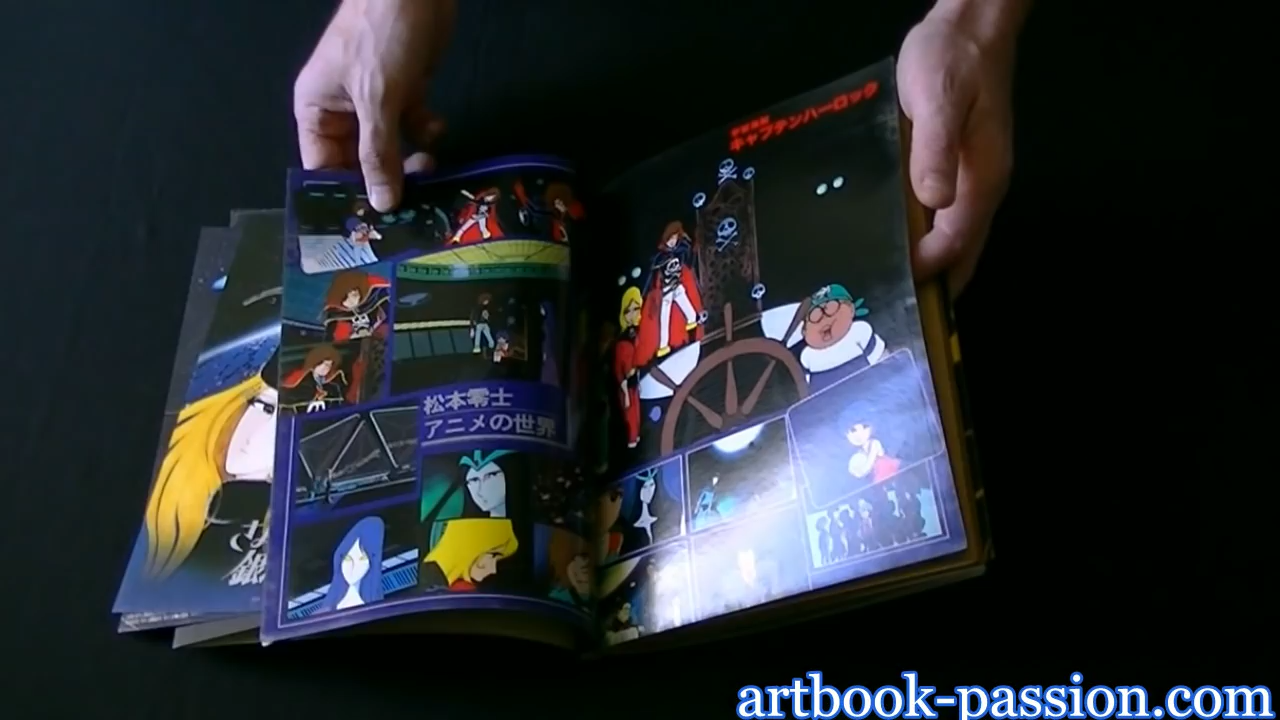 キャプテンハーロック
松本零士
アニメの世界
さ
銀
artbook-passion.com